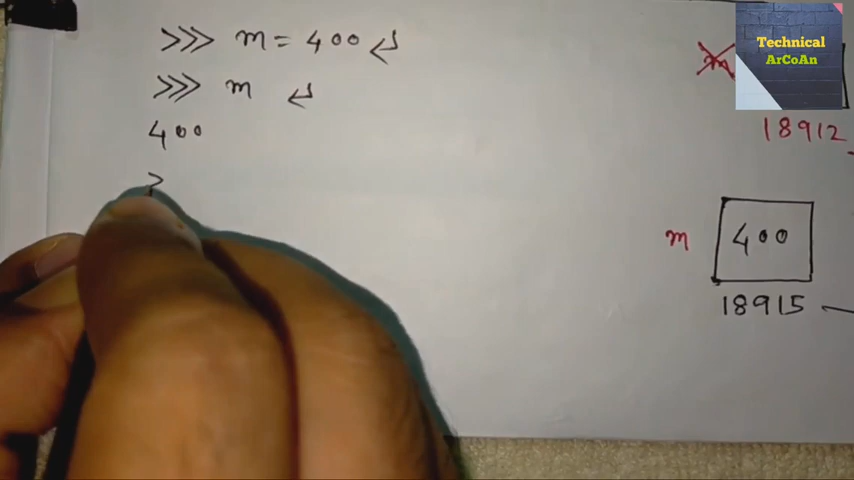 >>> m = 400 ↵
>>> m ↵
400
>
Technical
ArCoAn
m
18912
m 400
18915